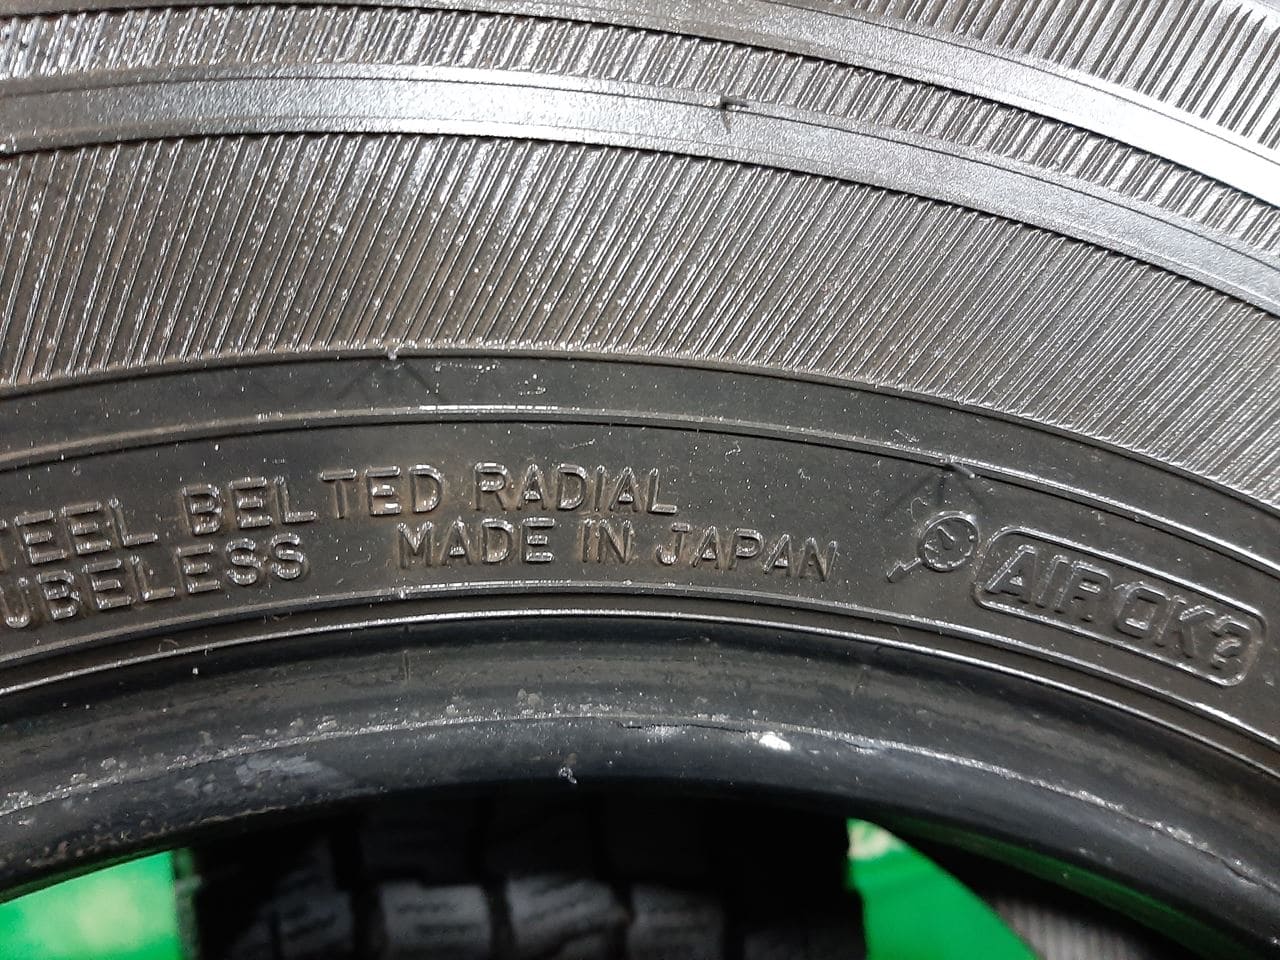 TEEL BELTED RADIAL
UBELESS MADE IN JAPAN
AIR OK?